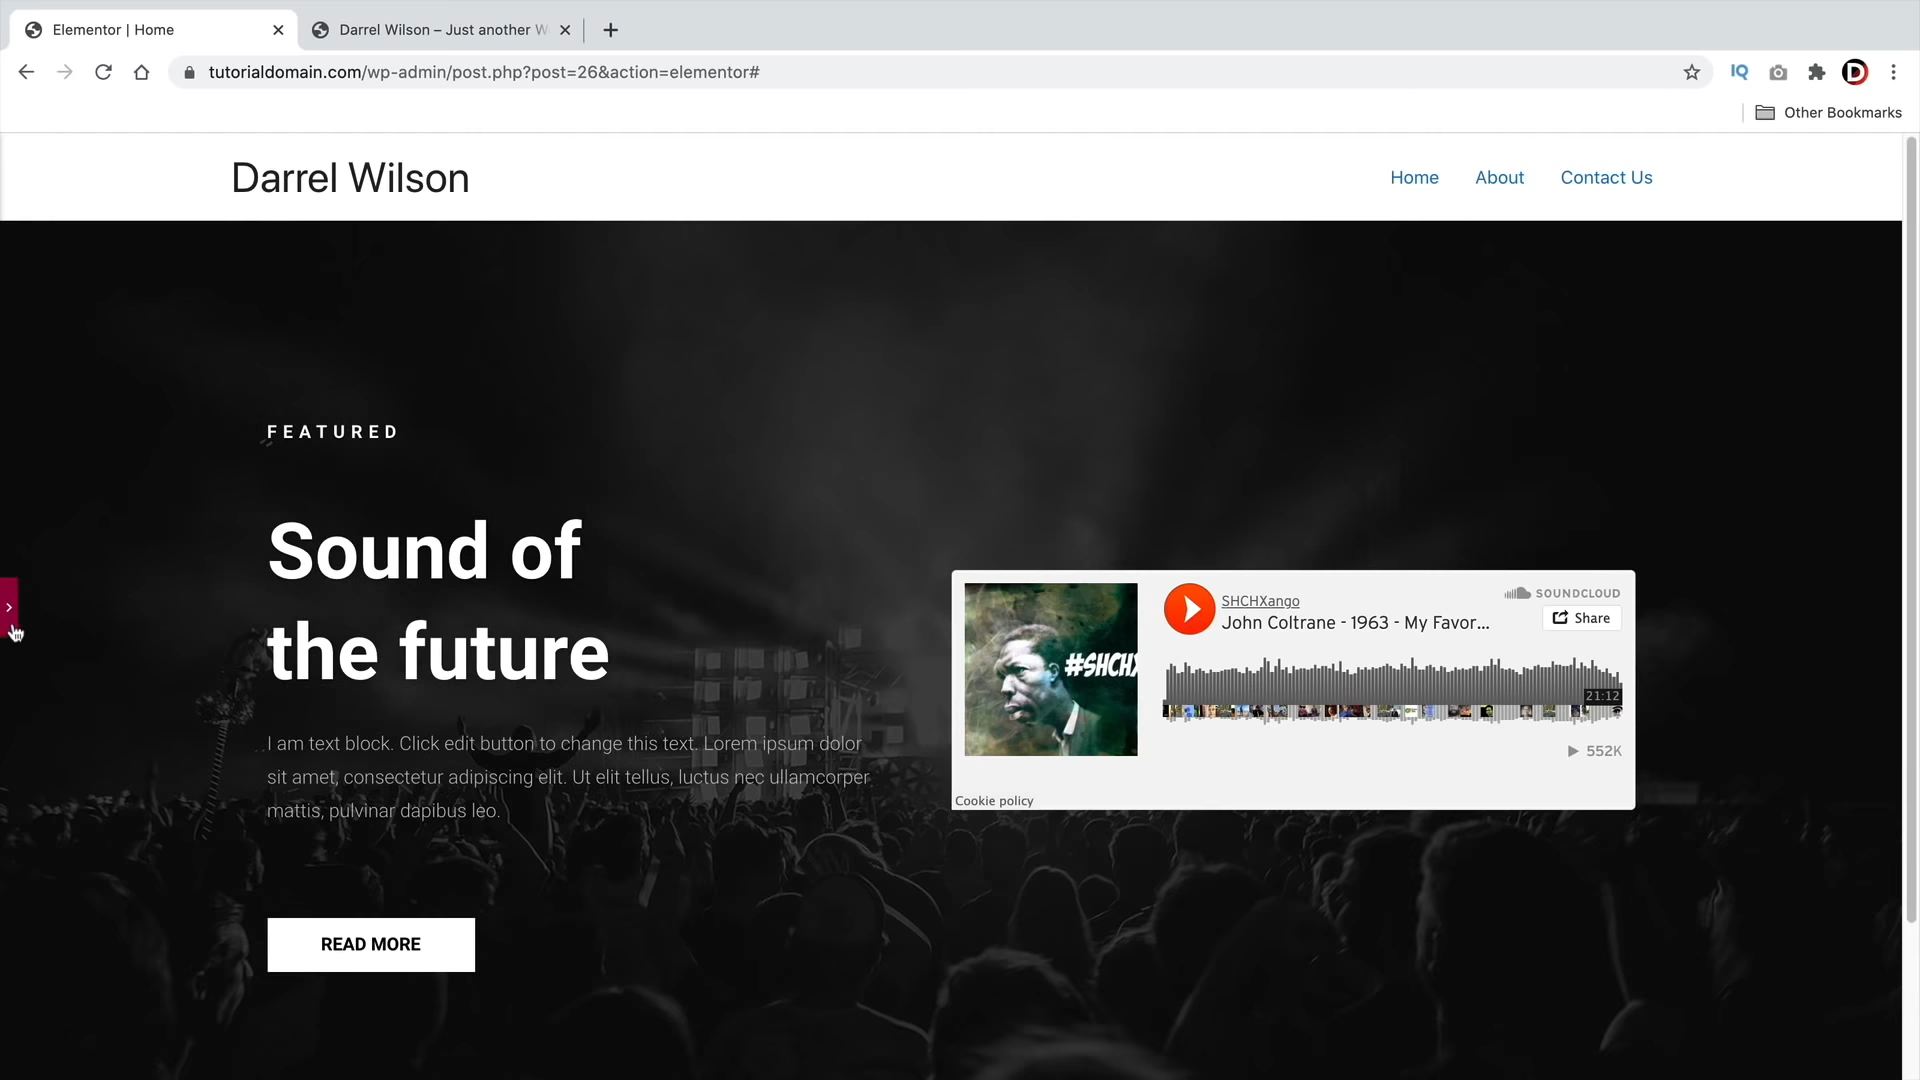 Elementor | Home
Darrel Wilson – Just another W
tutorialdomain.com/wp-admin/post.php?post=26&action=elementor#
IQ
D
Other Bookmarks
Darrel Wilson
Home
About
Contact Us
FEATURED
Sound of
the future
I am text block. Click edit button to change this text. Lorem ipsum dolor
sit amet, consectetur adipiscing elit. Ut elit tellus, luctus nec ullamcorper
mattis, pulvinar dapibus leo.
READ MORE
#SHCHX
SHCHXango
John Coltrane - 1963 - My Favor...
SOUNDCLOUD
Share
21:12
552K
Cookie policy